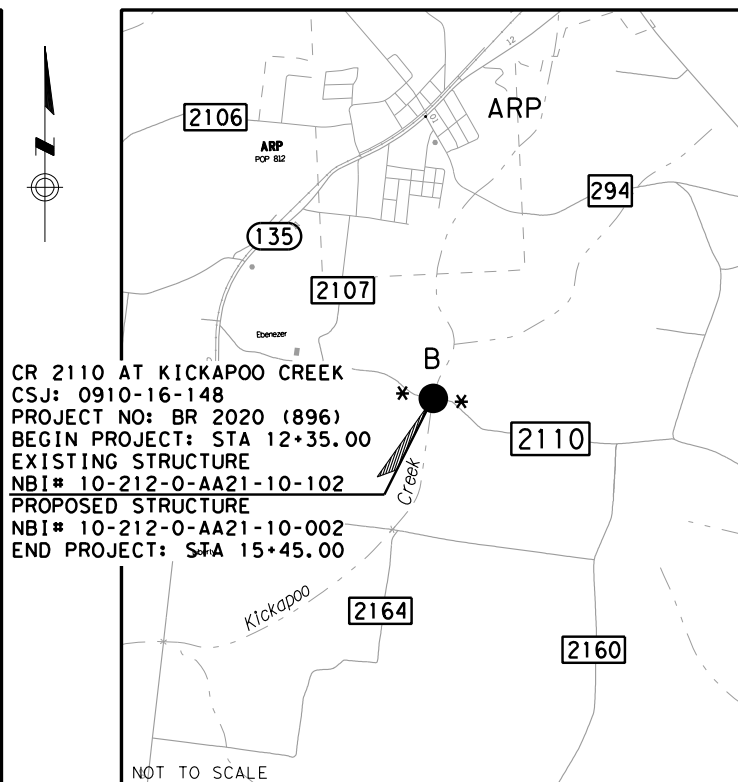 12
2106
ARP
ARP
POP 812
10
294
135
2107
Ebenezer
B
CR 2110 AT KICKAPOO CREEK
CSJ: 0910-16-148
PROJECT NO: BR 2020 (896)
BEGIN PROJECT: STA 12+35.00
EXISTING STRUCTURE
NBI# 10-212-0-AA21-10-102
PROPOSED STRUCTURE
NBI# 10-212-0-AA21-10-002
END PROJECT: STA 15+45.00
* *
2110
Creek
Kickapoo
2164
2160
N
NOT TO SCALE